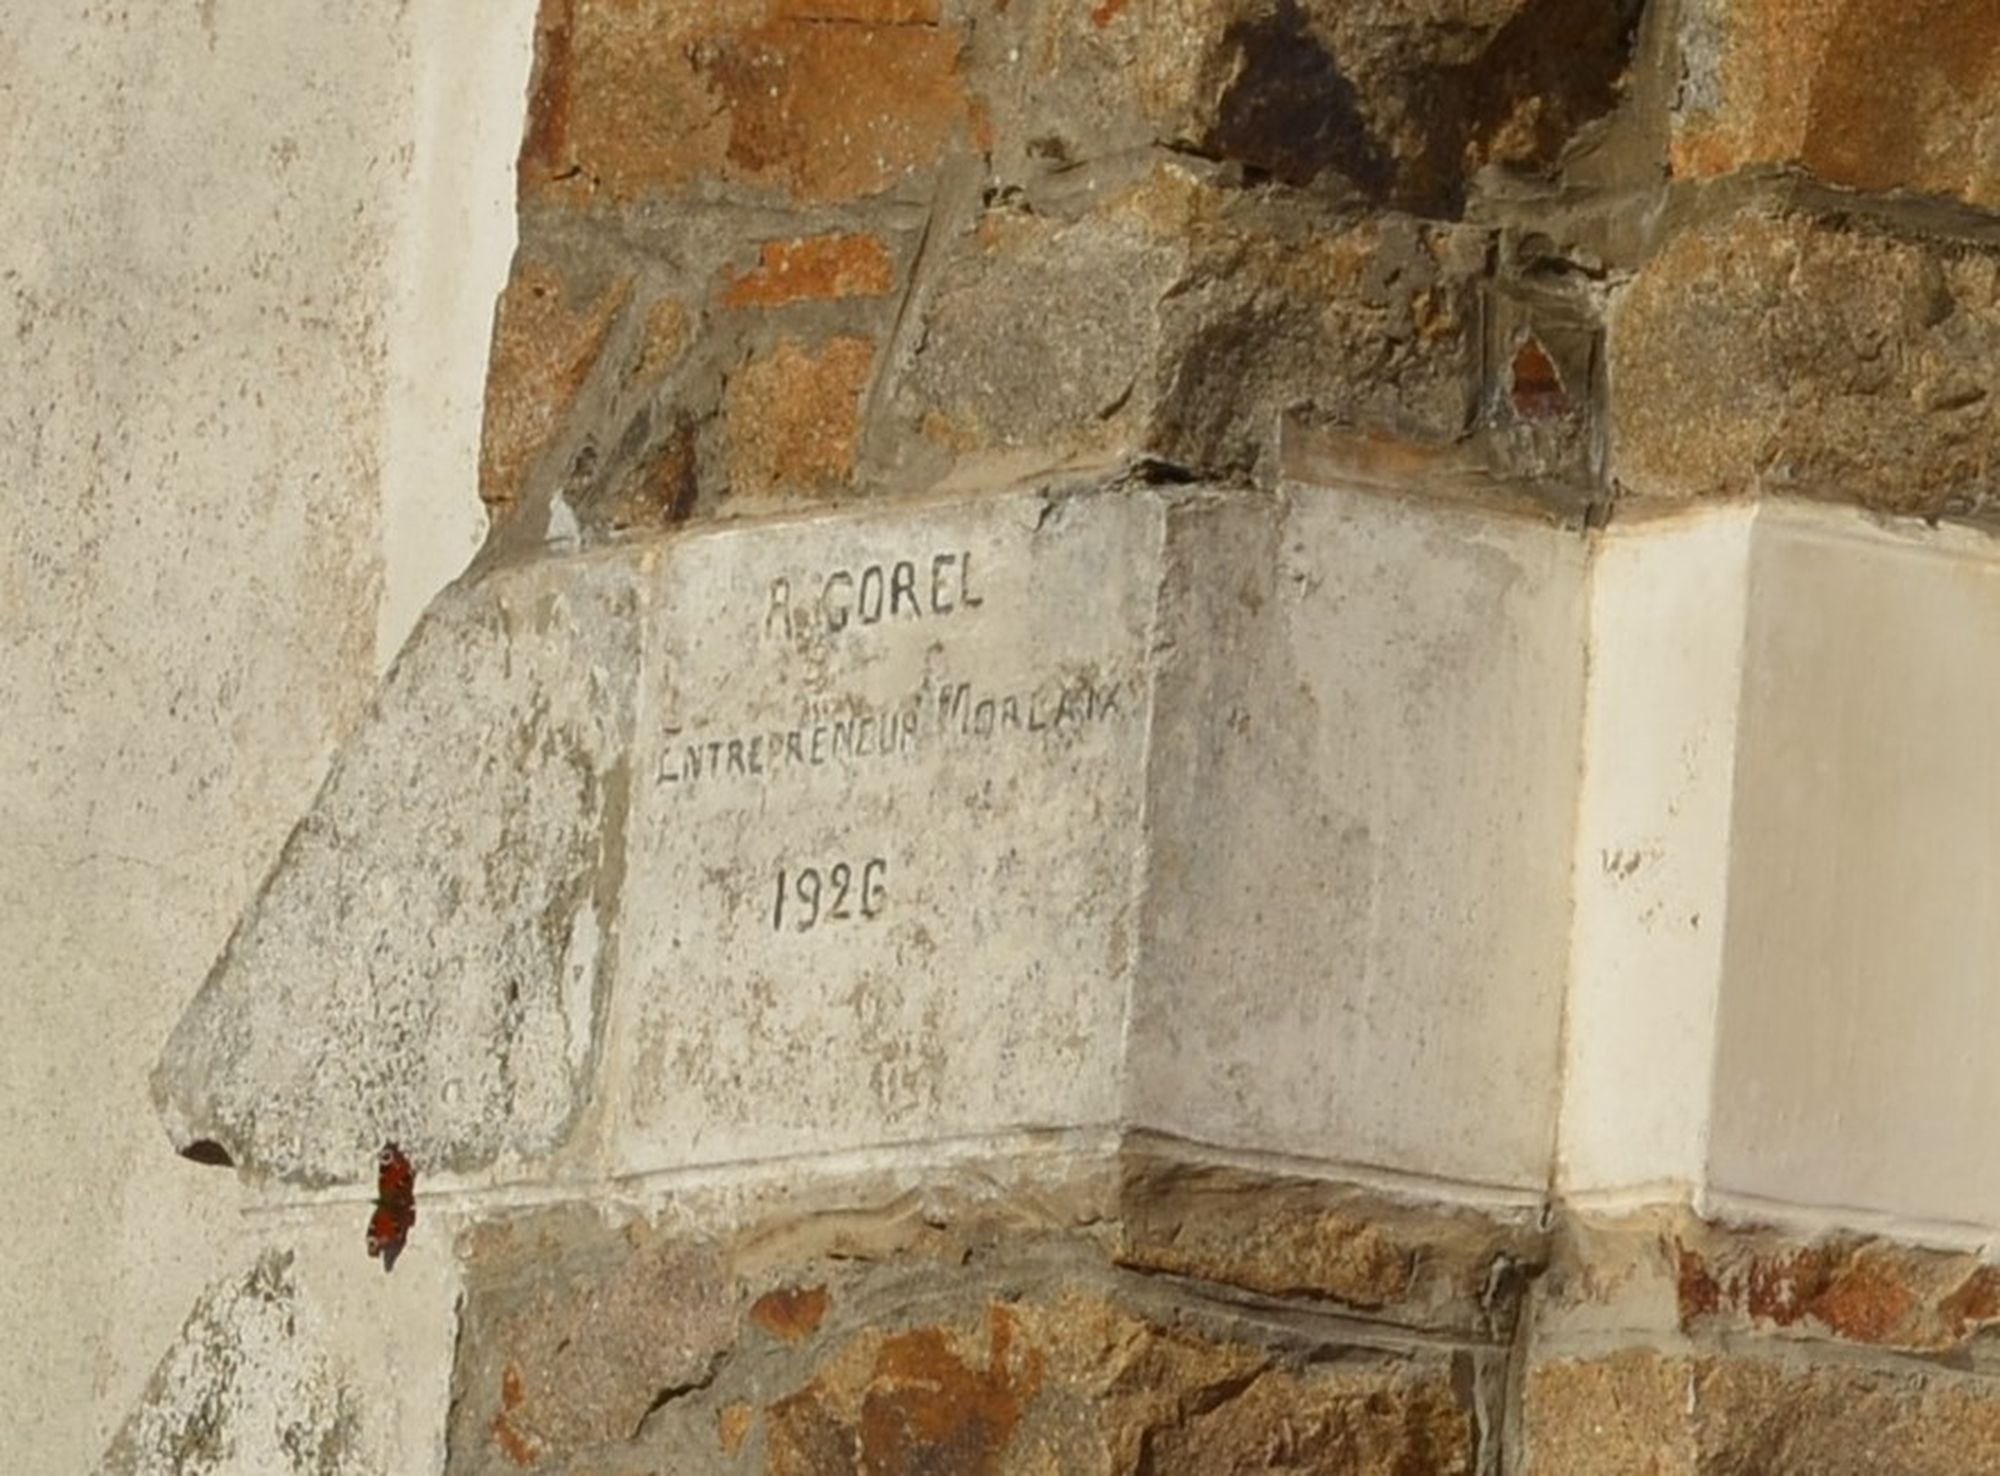 A. GOREL
ENTREPRENEUR MORLAIX
1926